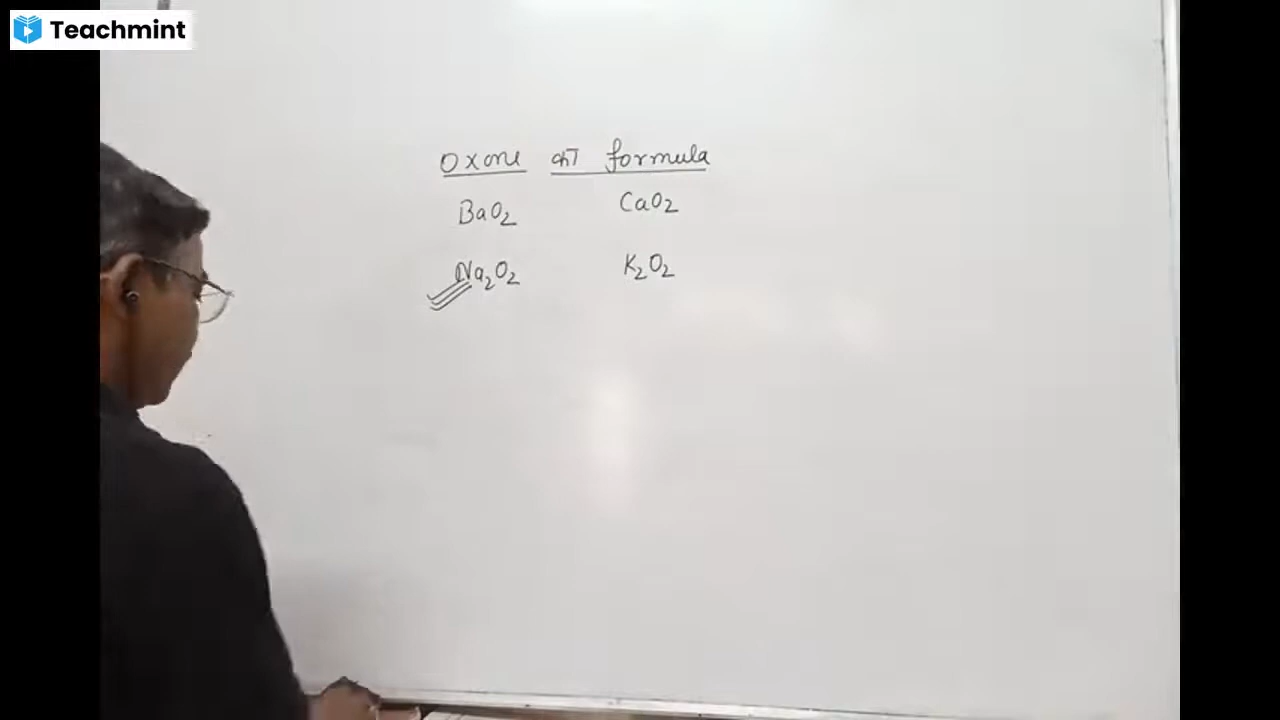 Teachmint
Oxone का formula
BaO₂ CaO₂
Na₂O₂ K₂O₂